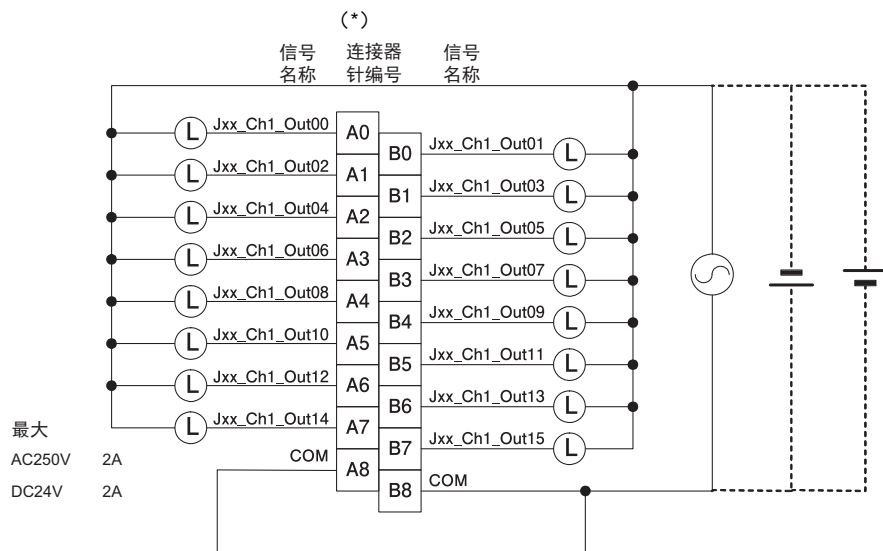 (*)
信号 连接器 信号
名称 针编号 名称
L Jxx_Ch1_Out00 A0
B0 Jxx_Ch1_Out01 L
L Jxx_Ch1_Out02 A1
B1 Jxx_Ch1_Out03 L
L Jxx_Ch1_Out04 A2
B2 Jxx_Ch1_Out05 L
L Jxx_Ch1_Out06 A3
B3 Jxx_Ch1_Out07 L
L Jxx_Ch1_Out08 A4
B4 Jxx_Ch1_Out09 L
L Jxx_Ch1_Out10 A5
B5 Jxx_Ch1_Out11 L
L Jxx_Ch1_Out12 A6
B6 Jxx_Ch1_Out13 L
L Jxx_Ch1_Out14 A7
B7 Jxx_Ch1_Out15 L
COM A8
B8 COM
最大
AC250V 2A
DC24V 2A